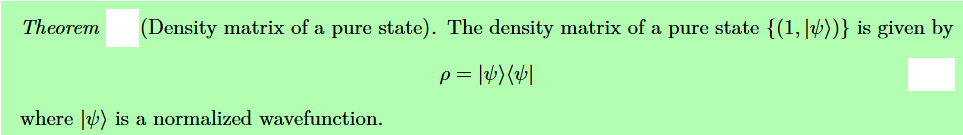 Theorem (Density matrix of a pure state). The density matrix of a pure state {(1, |ψ⟩)} is given by
ρ = |ψ⟩⟨ψ|
where |ψ⟩ is a normalized wavefunction.